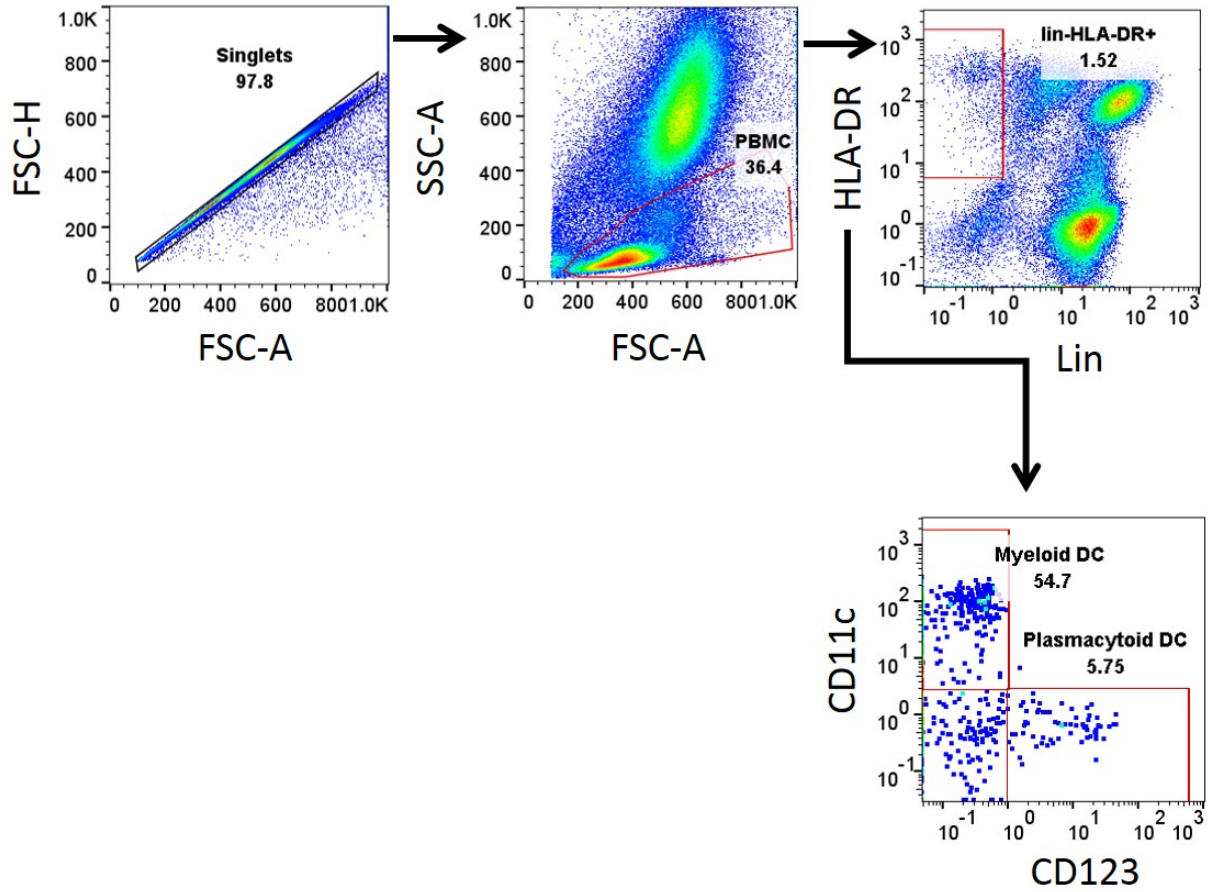 1.0K
800
600
400
200
0
FSC-H
Singlets
97.8
0 200 400 600 8001.0K
FSC-A
1.0K
800
600
400
200
0
SSC-A
PBMC
36.4
0 200 400 600 8001.0K
FSC-A
10^3
10^2
10^1
10^0
10^-1
HLA-DR
lin-HLA-DR+
1.52
10^-1 10^0 10^1 10^2 10^3
Lin
10^3
10^2
10^1
10^0
10^-1
CD11c
Myeloid DC
54.7
Plasmacytoid DC
5.75
10^-1 10^0 10^1 10^2 10^3
CD123